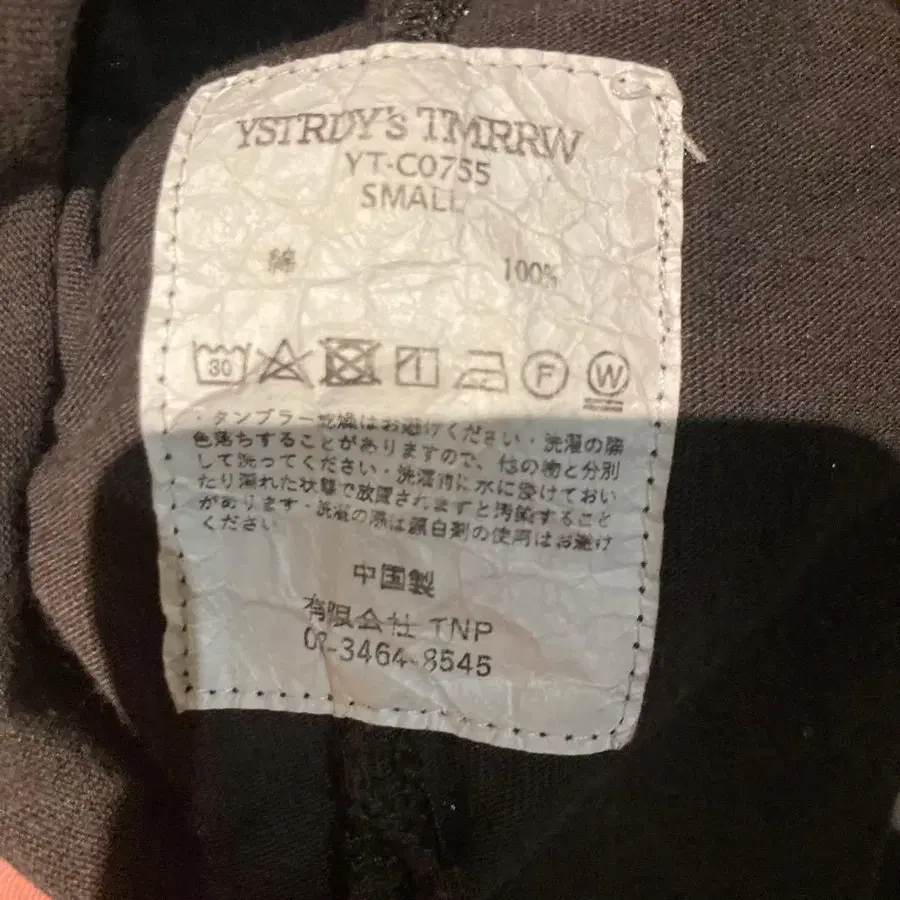 YSTRDY's TMRRW
YT-C0755
SMALL
綿 100%
30 F W
・タンブラー乾燥はお避けください・洗濯の際
色落ちすることがありますので、他の物と分別
して洗ってください・洗濯時に水に浸けておい
たり濡れた状態で放置されますと汚染すること
があります・洗濯の際は漂白剤の使用はお避け
ください
中国製
有限会社 TNP
03-3464-8545